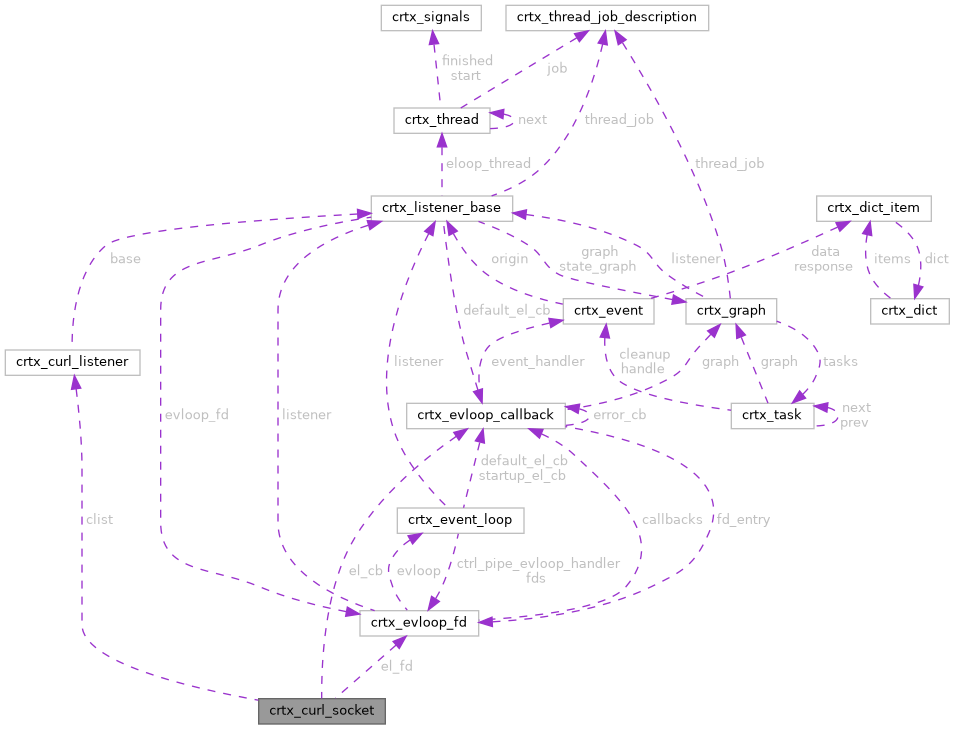 crtx_signals
crtx_thread_job_description
finished
start
job
crtx_thread
next
thread_job
eloop_thread
thread_job
crtx_listener_base
crtx_dict_item
base
origin
graph
state_graph
listener
data
response
items
dict
default_el_cb
crtx_event
crtx_graph
crtx_dict
crtx_curl_listener
listener
event_handler
cleanup
handle
graph
graph
tasks
evloop_fd
listener
crtx_evloop_callback
error_cb
crtx_task
next
prev
default_el_cb
startup_el_cb
clist
crtx_event_loop
callbacks
fd_entry
el_cb
evloop
ctrl_pipe_evloop_handler
fds
crtx_evloop_fd
el_fd
crtx_curl_socket